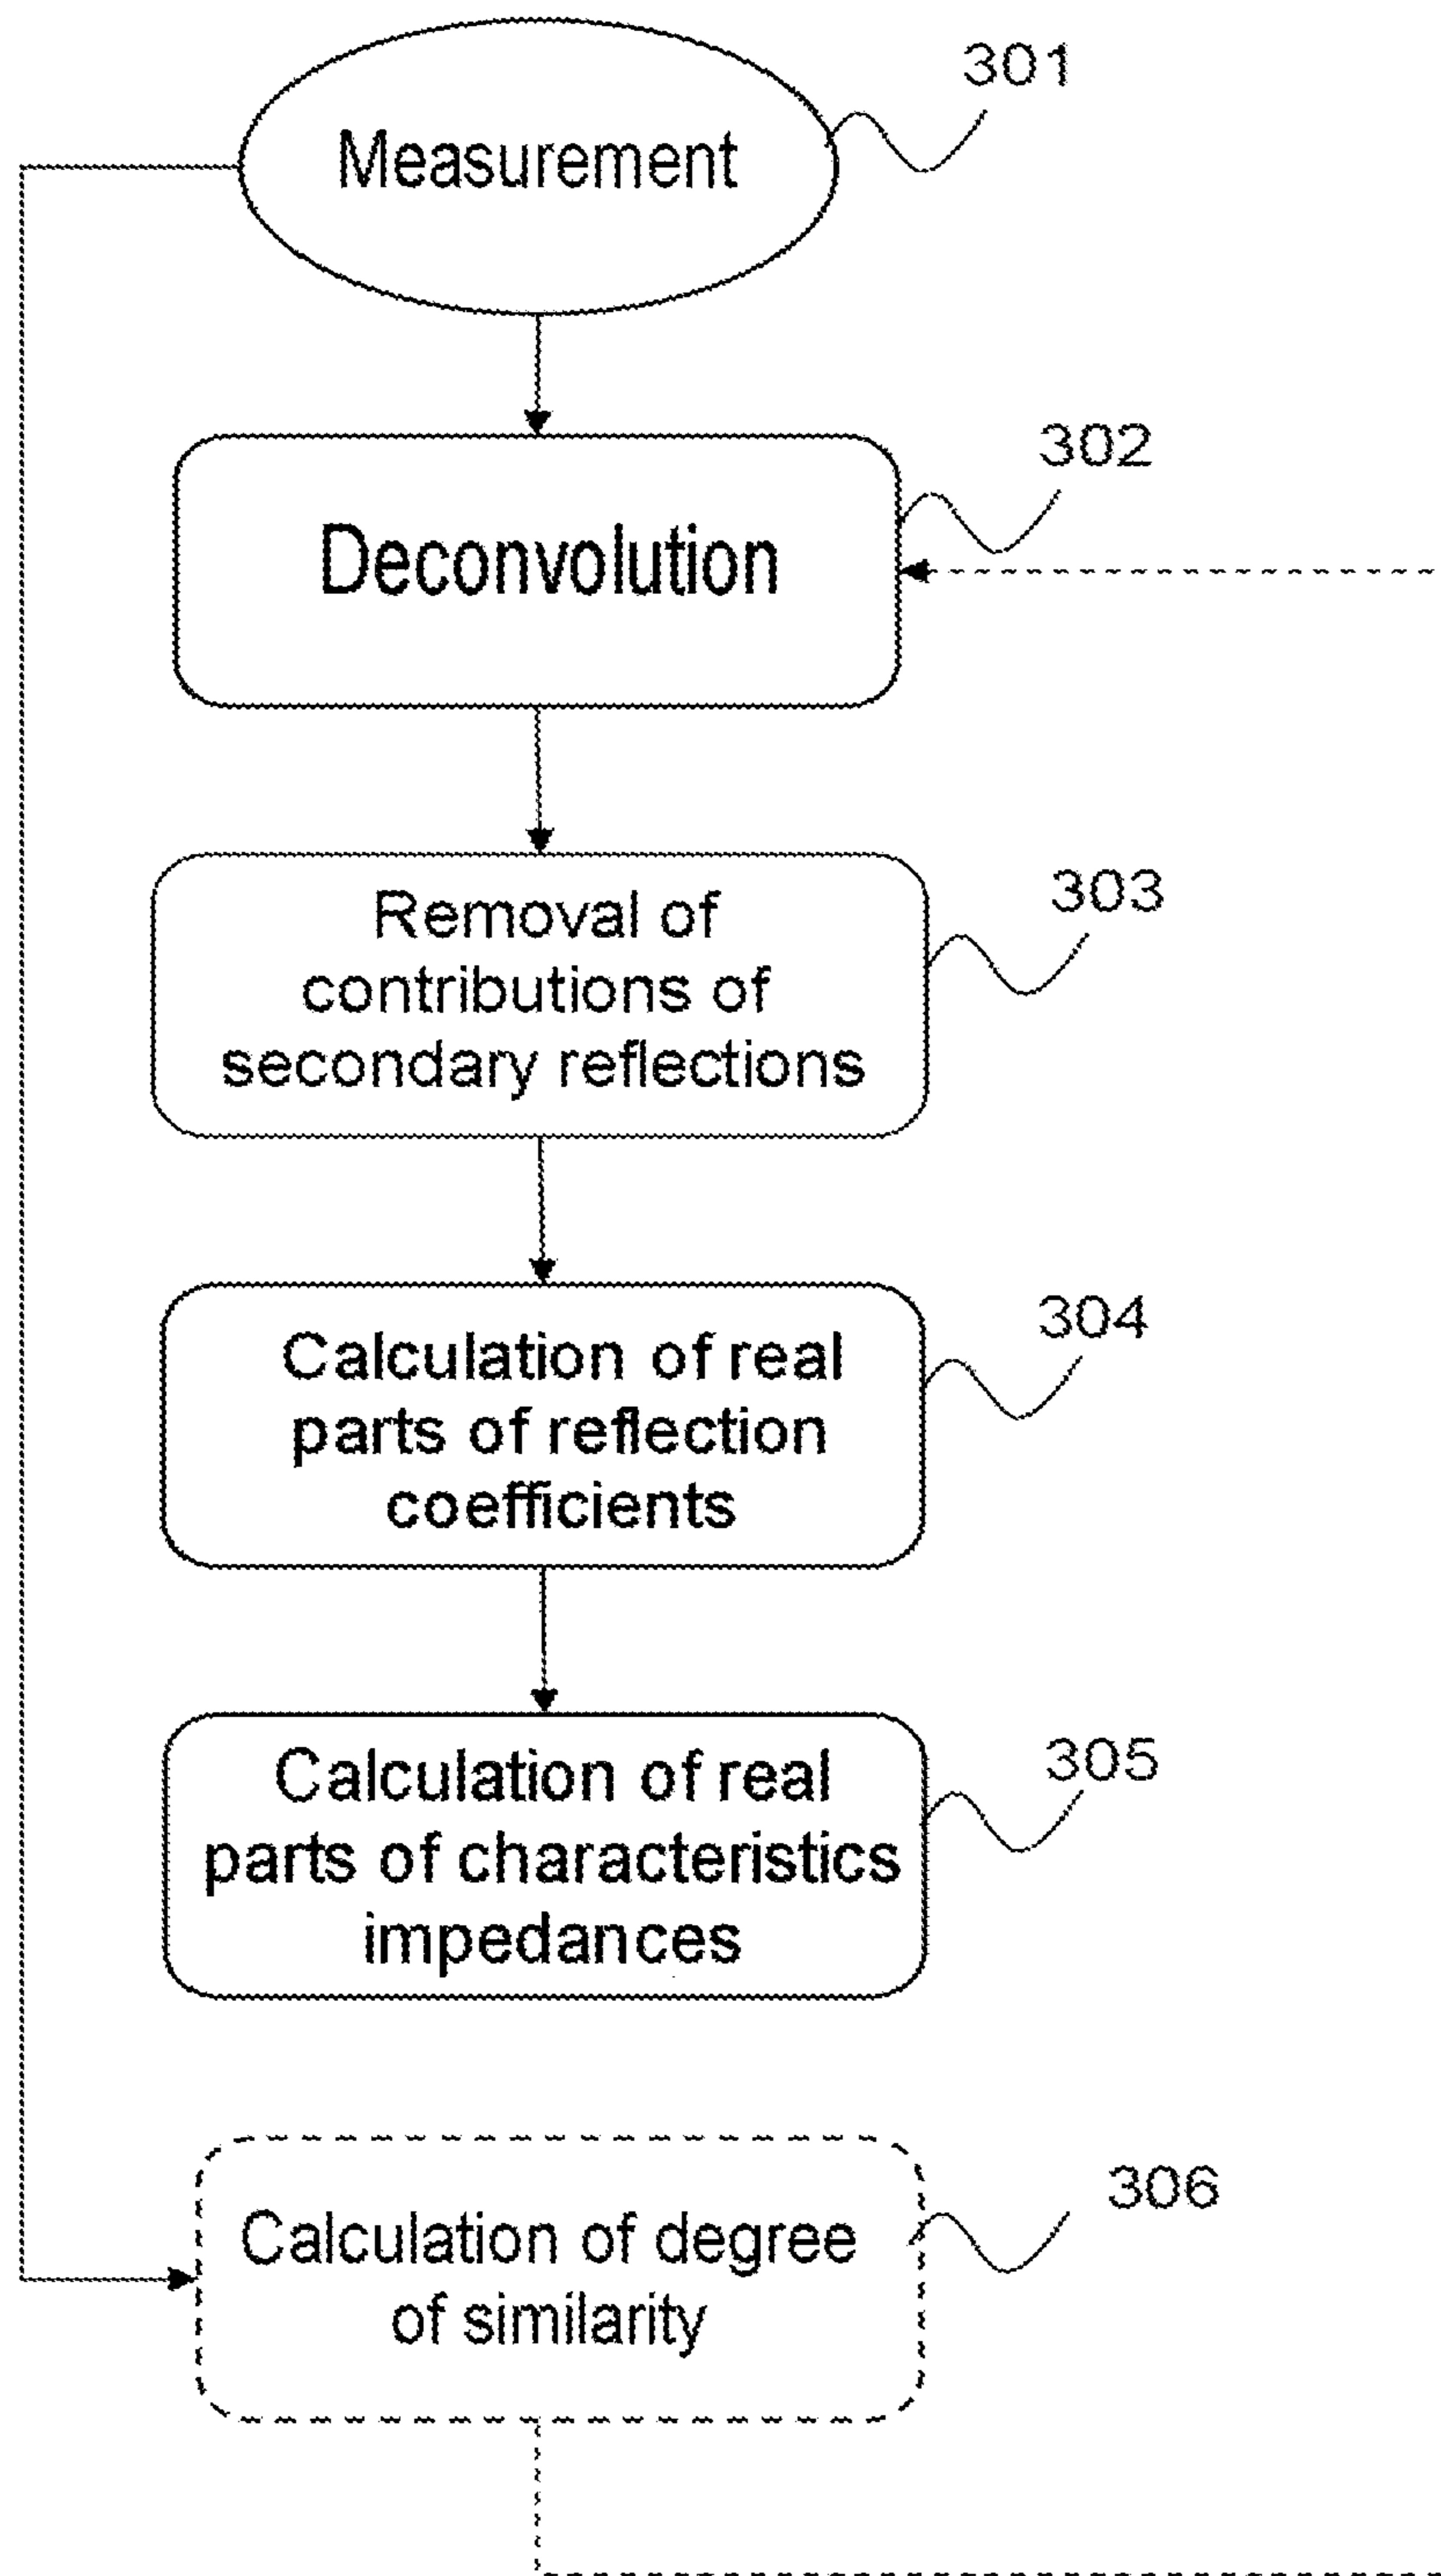 301
Measurement
302
Deconvolution
303
Removal of
contributions of
secondary reflections
304
Calculation of real
parts of reflection
coefficients
305
Calculation of real
parts of characteristics
impedances
306
Calculation of degree
of similarity